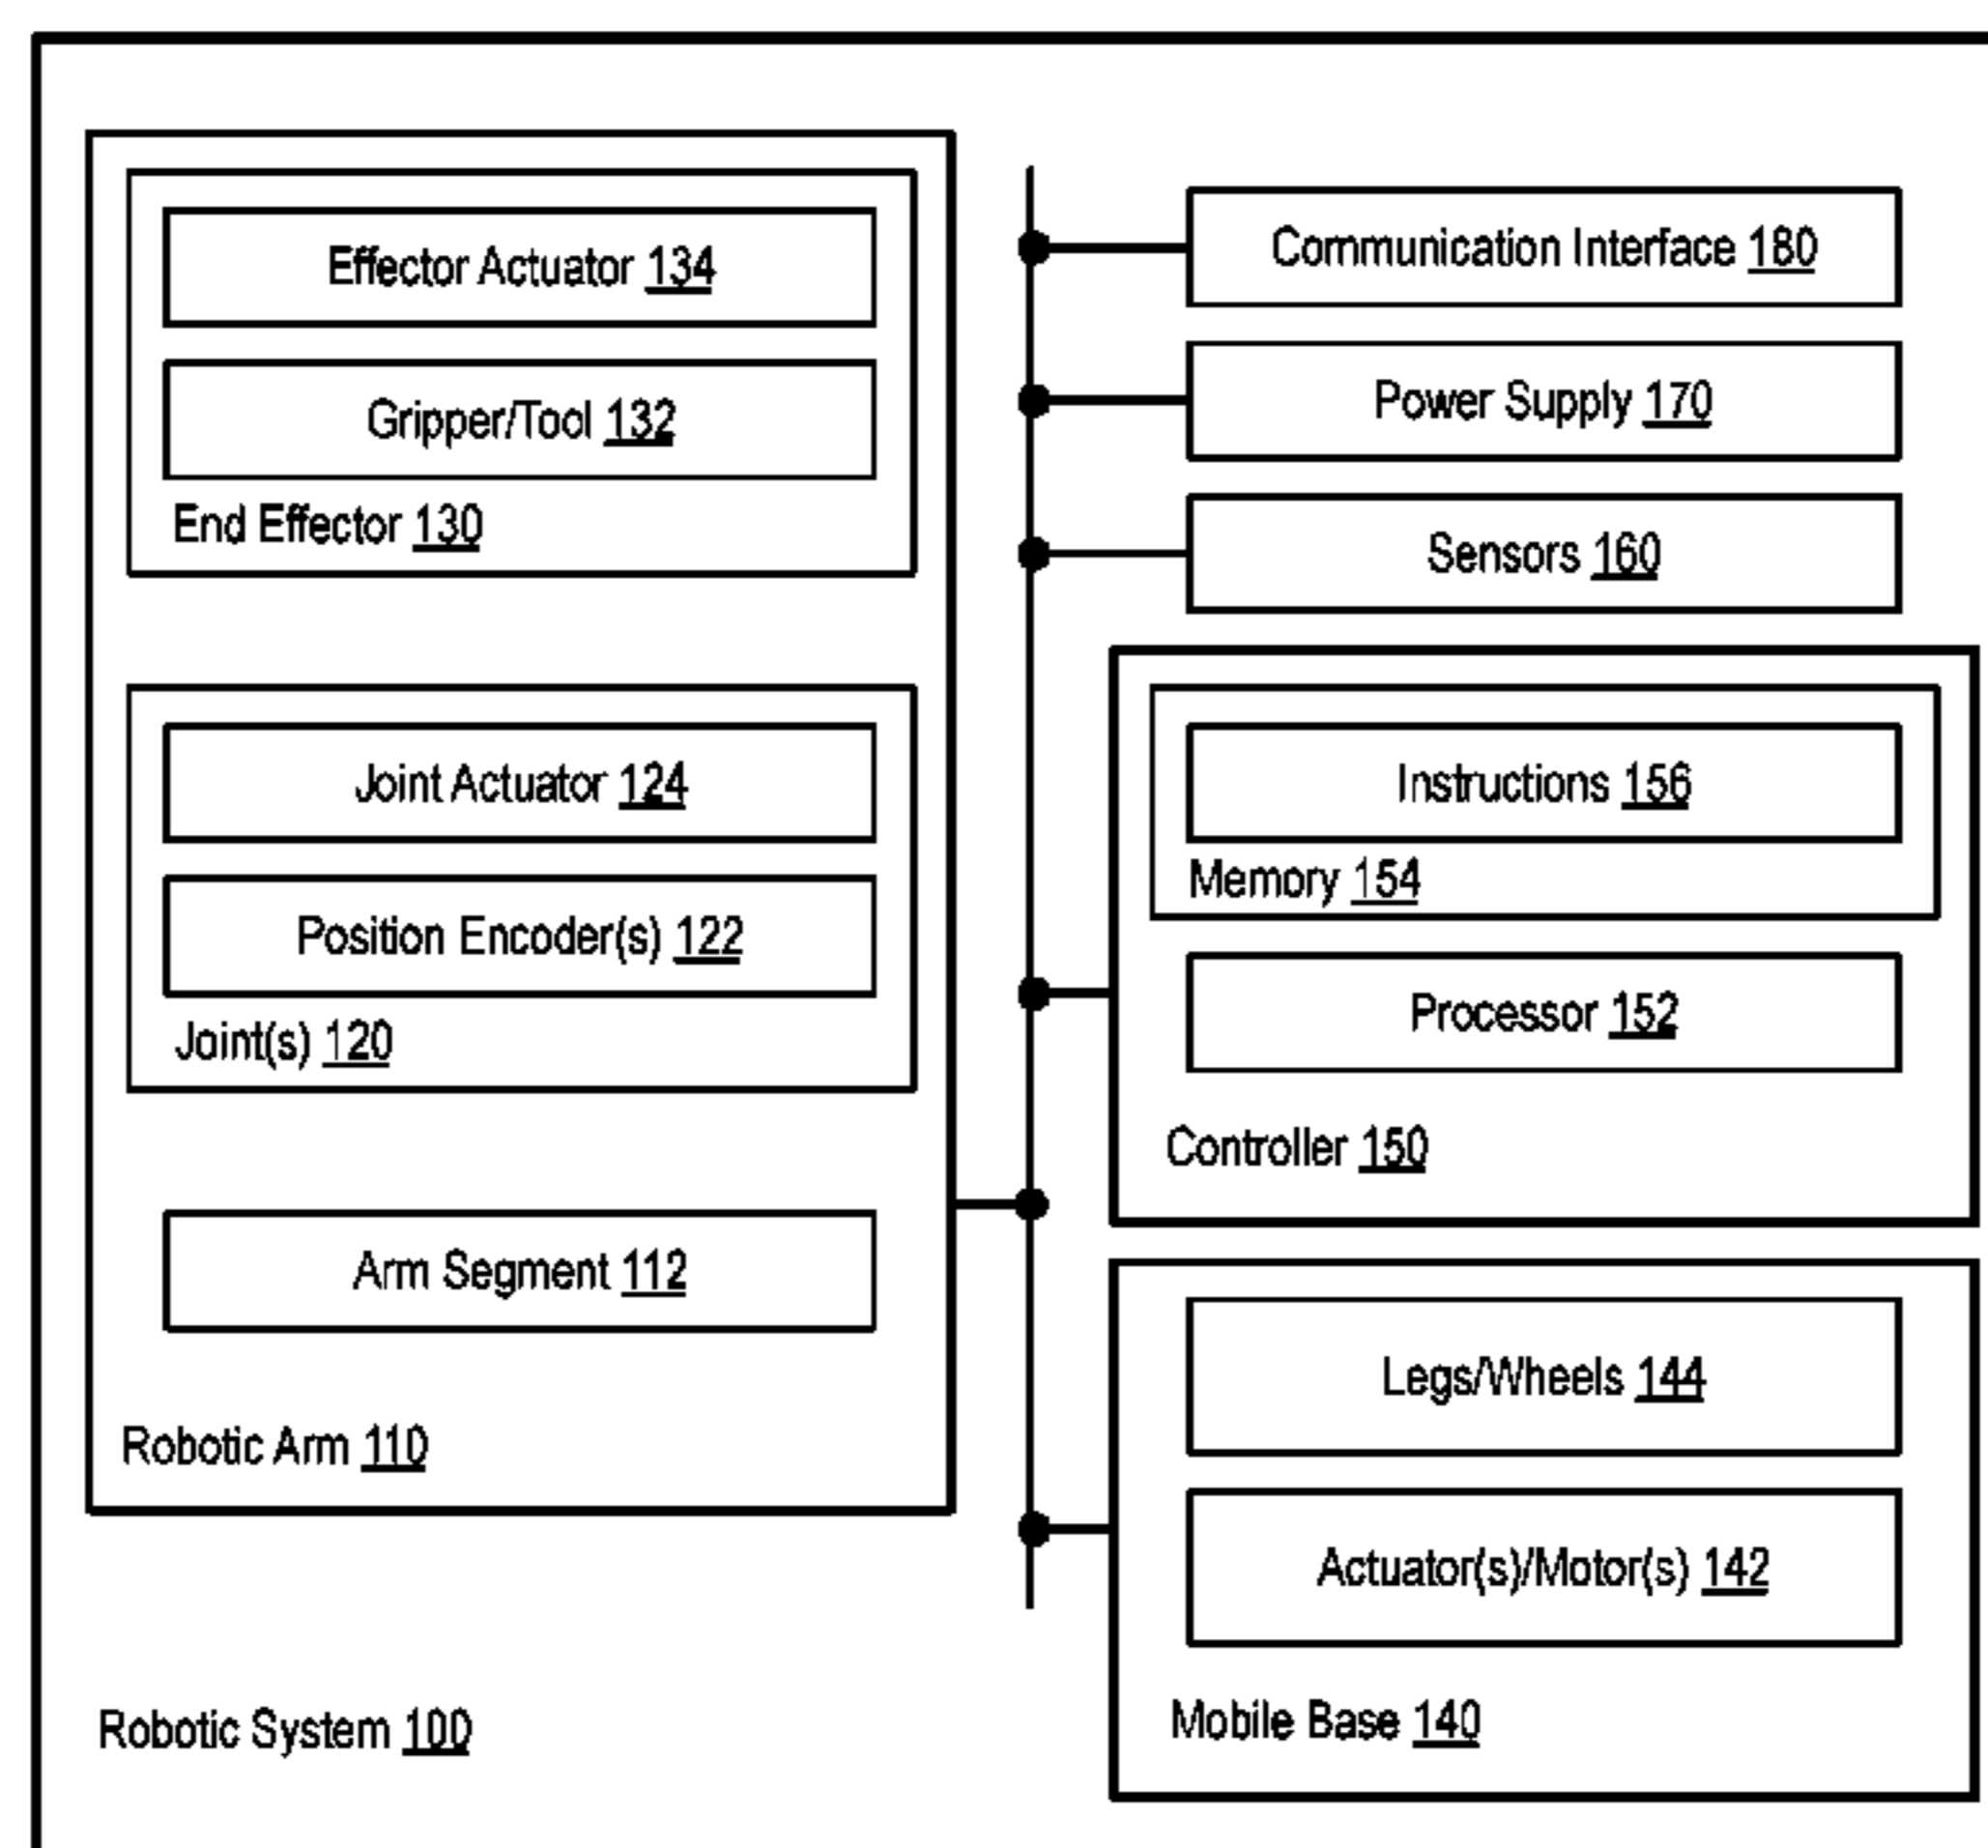 Effector Actuator 134
Gripper/Tool 132
End Effector 130
Joint Actuator 124
Position Encoder(s) 122
Joint(s) 120
Arm Segment 112
Robotic Arm 110
Robotic System 100
Communication Interface 180
Power Supply 170
Sensors 160
Instructions 156
Memory 154
Processor 152
Controller 150
Legs/Wheels 144
Actuator(s)/Motor(s) 142
Mobile Base 140